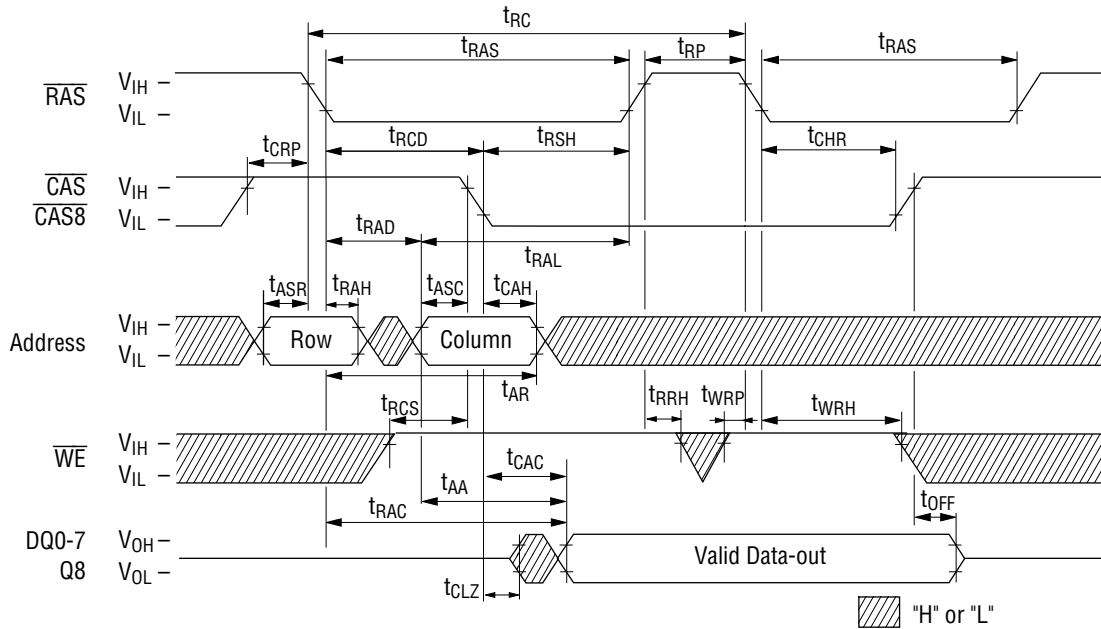 tRC
tRAS
tRP
tRAS
RAS
VIH
VIL
tRCD
tRSH
tCHR
tCRP
CAS
CAS8
VIH
VIL
tRAD
tRAL
tASR
tRAH
tASC
tCAH
Address
VIH
VIL
Row
Column
tAR
tRCS
tRRH
tWRP
tWRH
WE
VIH
VIL
tCAC
tAA
tRAC
tOFF
DQ0-7
Q8
VOH
VOL
Valid Data-out
tCLZ
"H" or "L"